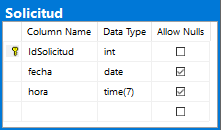 Solicitud
Column Name Data Type Allow Nulls
IdSolicitud int
fecha date
hora time(7)